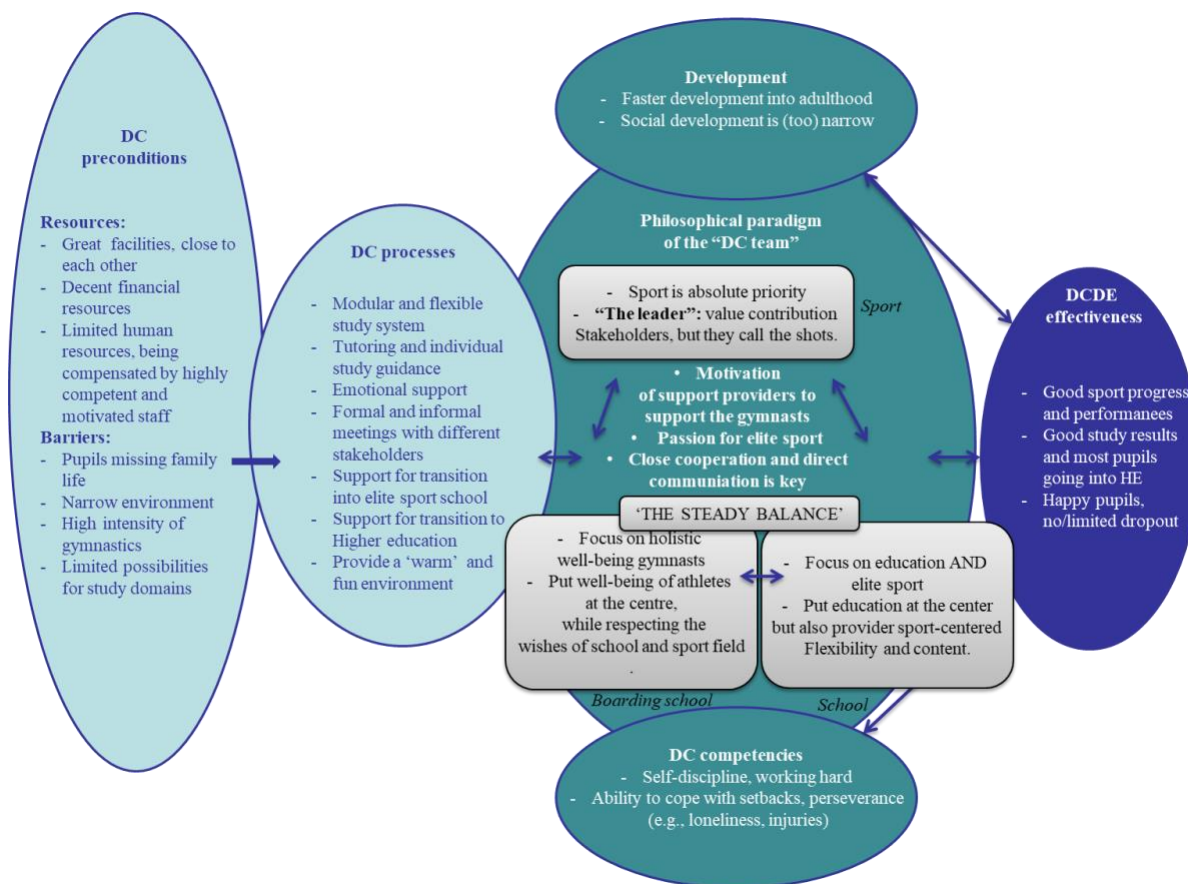 DC
preconditions
Resources:
- Great facilities, close to
each other
- Decent financial
resources
- Limited human
resources, being
compensated by highly
competent and
motivated staff
Barriers:
- Pupils missing family
life
- Narrow environment
- High intensity of
gymnastics
- Limited possibilities
for study domains
DC processes
- Modular and flexible
study system
- Tutoring and individual
study guidance
- Emotional support
- Formal and informal
meetings with different
stakeholders
- Support for transition
into elite sport school
- Support for transition to
Higher education
- Provide a ‘warm’ and
fun environment
Development
- Faster development into adulthood
- Social development is (too) narrow
Philosophical paradigm
of the “DC team”
- Sport is absolute priority
- “The leader”: value contribution
Stakeholders, but they call the shots.
Sport
• Motivation
of support providers to
support the gymnasts
• Passion for elite sport
• Close cooperation and direct
communiation is key
‘THE STEADY BALANCE’
- Focus on holistic
well-being gymnasts
- Put well-being of athletes
at the centre,
while respecting the
wishes of school and sport field
.
Boarding school
- Focus on education AND
elite sport
- Put education at the center
but also provider sport-centered
Flexibility and content.
School
DC competencies
- Self-discipline, working hard
- Ability to cope with setbacks, perseverance
(e.g., loneliness, injuries)
DCDE
effectiveness
- Good sport progress
and performanees
- Good study results
and most pupils
going into HE
- Happy pupils,
no/limited dropout